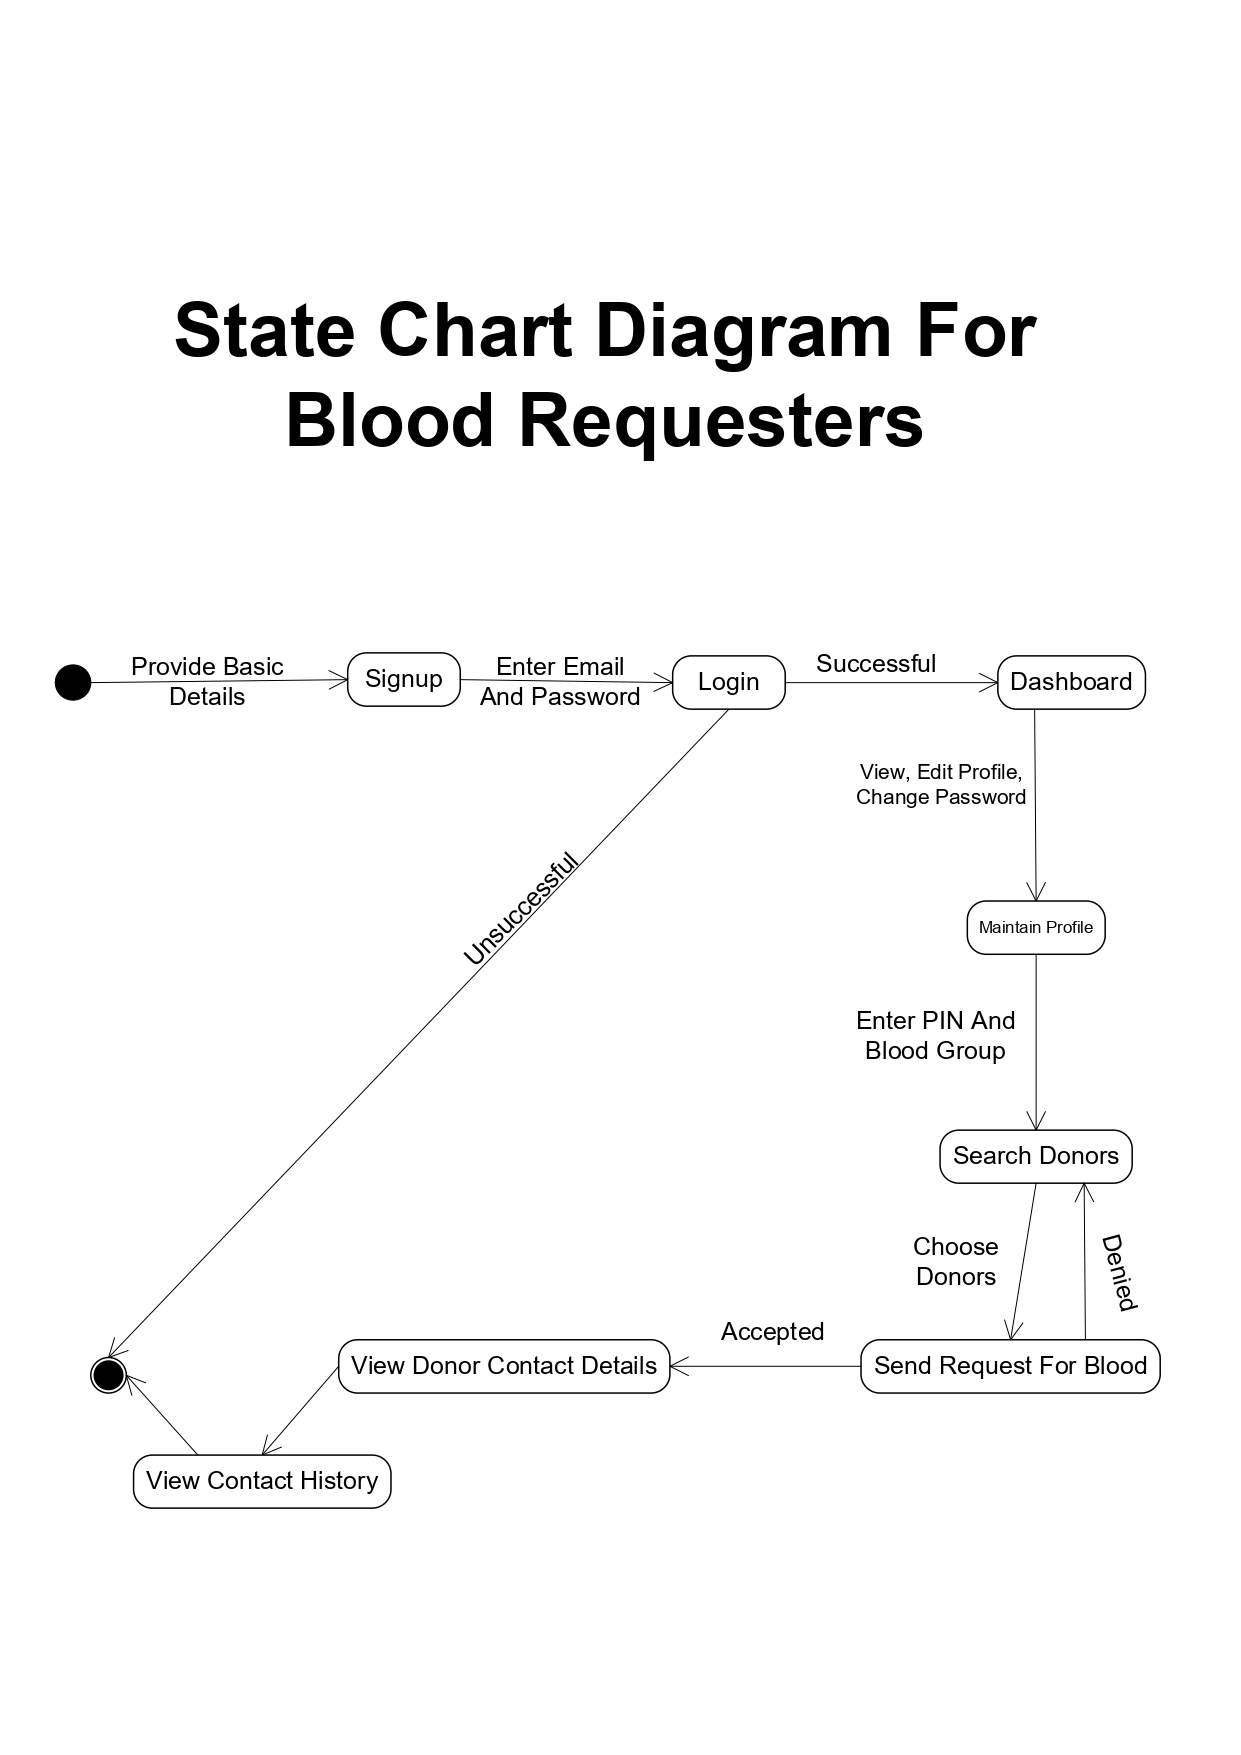 State Chart Diagram For
Blood Requesters
Provide Basic
Details
Signup
Enter Email
And Password
Login
Successful
Dashboard
View, Edit Profile,
Change Password
Unsuccessful
Maintain Profile
Enter PIN And
Blood Group
Search Donors
Choose
Donors
Denied
Accepted
View Donor Contact Details
Send Request For Blood
View Contact History